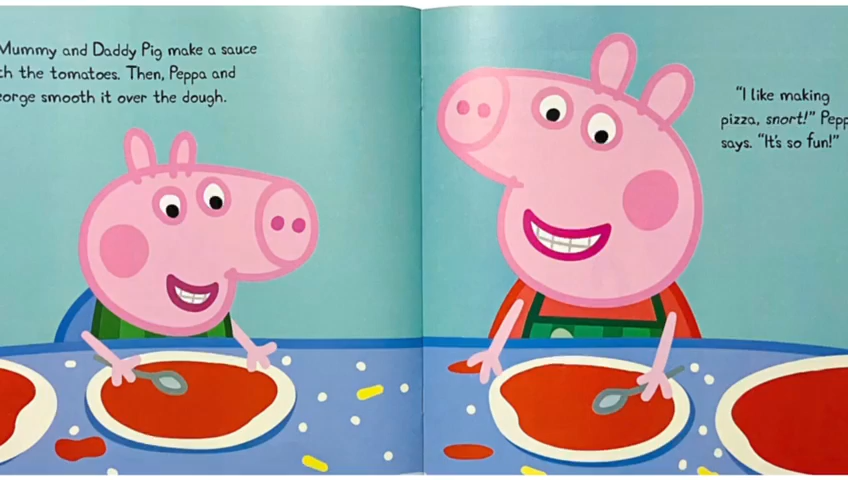 Mummy and Daddy Pig make a sauce
th the tomatoes. Then, Peppa and
eorge smooth it over the dough.
"I like making
pizza, snort!" Pepp
says. "It's so fun!"